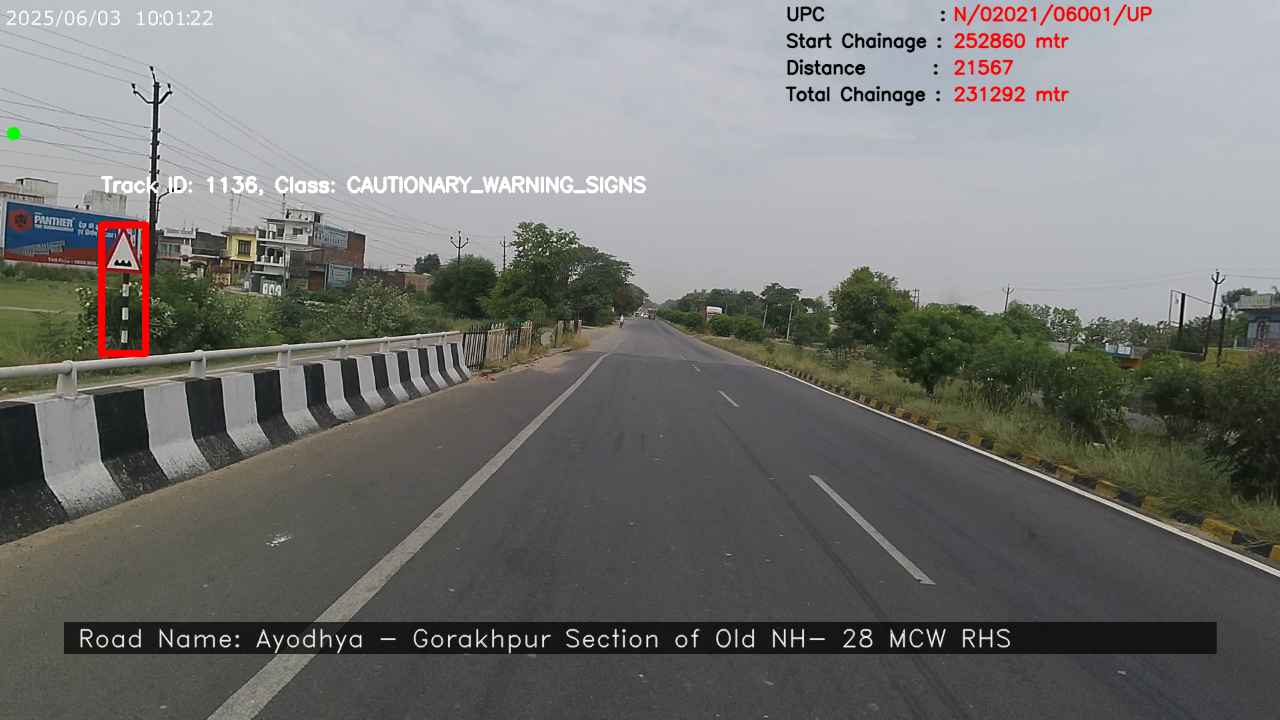 2025/06/03 10:01:22
UPC : N/02021/06001/UP
Start Chainage : 252860 mtr
Distance : 21567
Total Chainage : 231292 mtr
Track ID: 1136, Class: CAUTIONARY_WARNING_SIGNS
PANTHER
Road Name: Ayodhya - Gorakhpur Section of Old NH- 28 MCW RHS